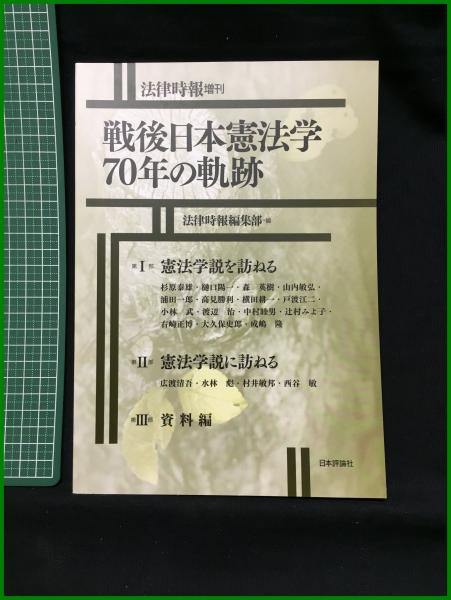 法律時報増刊
戦後日本憲法学
70年の軌跡
法律時報編集部・編
第Ⅰ部 憲法学説を訪ねる
杉原泰雄・樋口陽一・森 英樹・山内敏弘・
浦田一郎・高見勝利・横田耕一・戸波江二・
小林 武・渡辺 治・中村睦男・辻村みよ子・
右崎正博・大久保史郎・成嶋 隆
第Ⅱ部 憲法学説に訪ねる
広渡清吾・水林 彪・村井敏邦・西谷 敏
第Ⅲ部 資料編
日本評論社